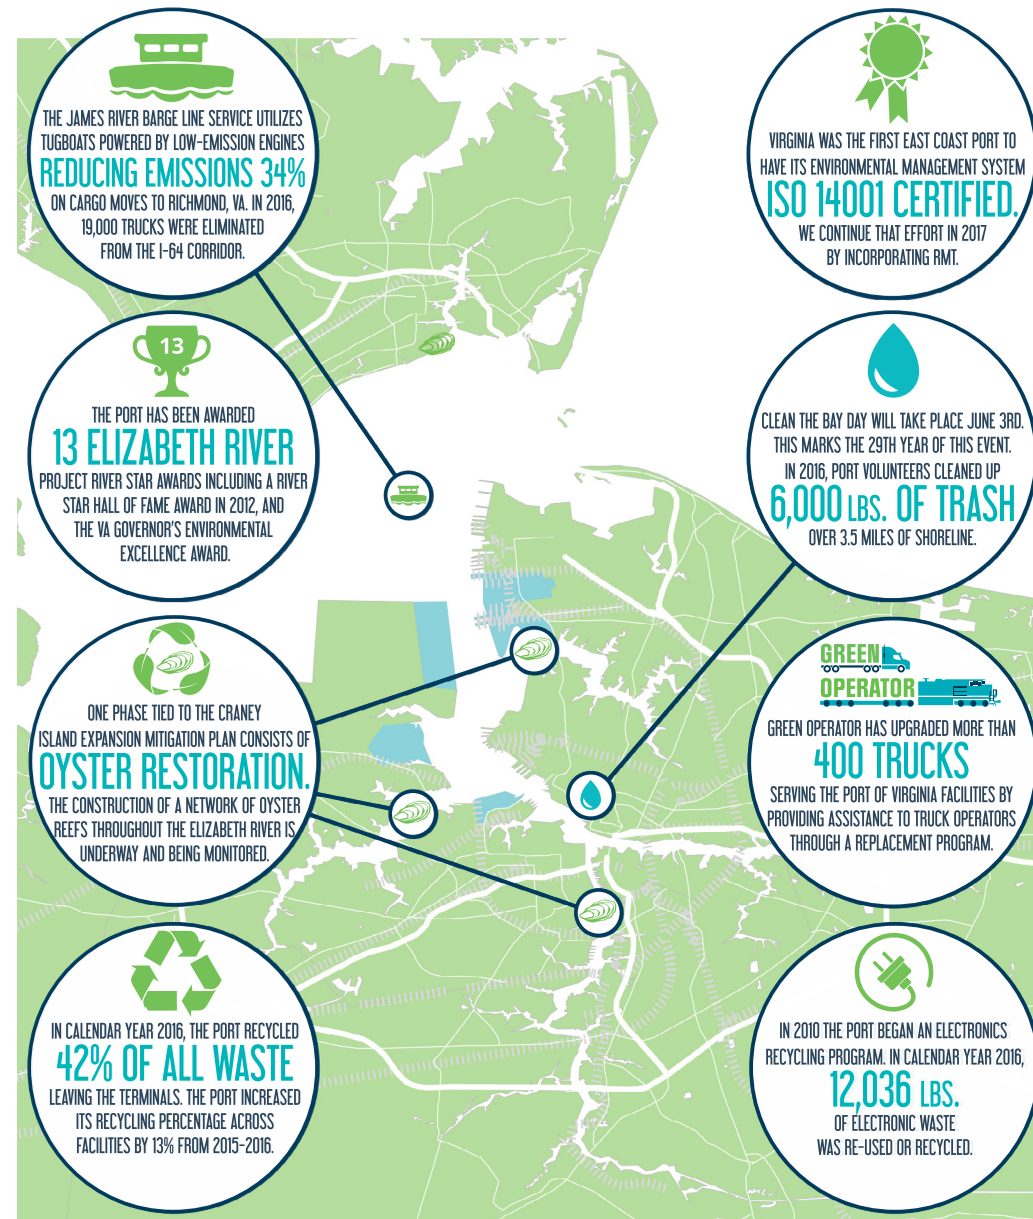 THE JAMES RIVER BARGE LINE SERVICE UTILIZES
TUGBOATS POWERED BY LOW-EMISSION ENGINES
REDUCING EMISSIONS 34%
ON CARGO MOVES TO RICHMOND, VA. IN 2016,
19,000 TRUCKS WERE ELIMINATED
FROM THE I-64 CORRIDOR.
VIRGINIA WAS THE FIRST EAST COAST PORT TO
HAVE ITS ENVIRONMENTAL MANAGEMENT SYSTEM
ISO 14001 CERTIFIED.
WE CONTINUE THAT EFFORT IN 2017
BY INCORPORATING RMT.
13
THE PORT HAS BEEN AWARDED
13 ELIZABETH RIVER
PROJECT RIVER STAR AWARDS INCLUDING A RIVER
STAR HALL OF FAME AWARD IN 2012, AND
THE VA GOVERNOR'S ENVIRONMENTAL
EXCELLENCE AWARD.
CLEAN THE BAY DAY WILL TAKE PLACE JUNE 3RD.
THIS MARKS THE 29TH YEAR OF THIS EVENT.
IN 2016, PORT VOLUNTEERS CLEANED UP
6,000 LBS. OF TRASH
OVER 3.5 MILES OF SHORELINE.
ONE PHASE TIED TO THE CRANEY
ISLAND EXPANSION MITIGATION PLAN CONSISTS OF
OYSTER RESTORATION.
THE CONSTRUCTION OF A NETWORK OF OYSTER
REEFS THROUGHOUT THE ELIZABETH RIVER IS
UNDERWAY AND BEING MONITORED.
GREEN
OPERATOR
GREEN OPERATOR HAS UPGRADED MORE THAN
400 TRUCKS
SERVING THE PORT OF VIRGINIA FACILITIES BY
PROVIDING ASSISTANCE TO TRUCK OPERATORS
THROUGH A REPLACEMENT PROGRAM.
IN CALENDAR YEAR 2016, THE PORT RECYCLED
42% OF ALL WASTE
LEAVING THE TERMINALS. THE PORT INCREASED
ITS RECYCLING PERCENTAGE ACROSS
FACILITIES BY 13% FROM 2015-2016.
IN 2010 THE PORT BEGAN AN ELECTRONICS
RECYCLING PROGRAM. IN CALENDAR YEAR 2016,
12,036 LBS.
OF ELECTRONIC WASTE
WAS RE-USED OR RECYCLED.